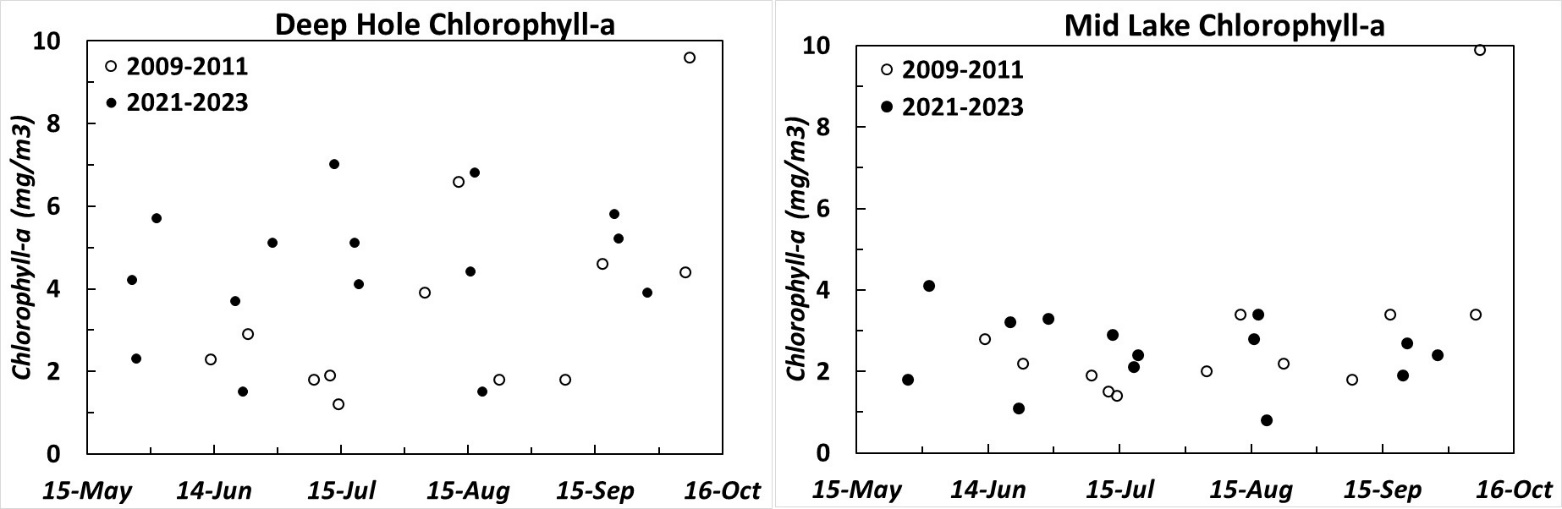 Deep Hole Chlorophyll-a
10
8
6
4
2
0
Chlorophyll-a (mg/m3)
2009-2011
2021-2023
15-May 14-Jun 15-Jul 15-Aug 15-Sep 16-Oct
Mid Lake Chlorophyll-a
10
8
6
4
2
0
Chlorophyll-a (mg/m3)
2009-2011
2021-2023
15-May 14-Jun 15-Jul 15-Aug 15-Sep 16-Oct